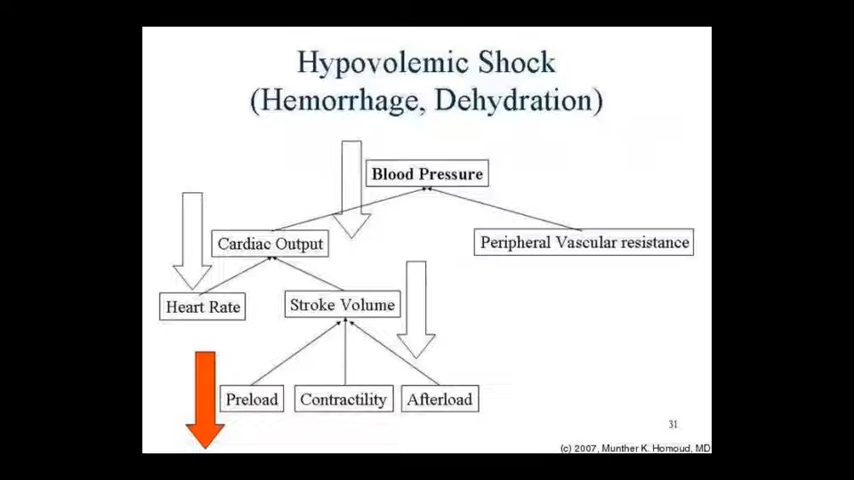 Hypovolemic Shock
(Hemorrhage, Dehydration)
Blood Pressure
Cardiac Output
Peripheral Vascular resistance
Heart Rate
Stroke Volume
Preload
Contractility
Afterload
31
(c) 2007, Munther K. Homoud, MD